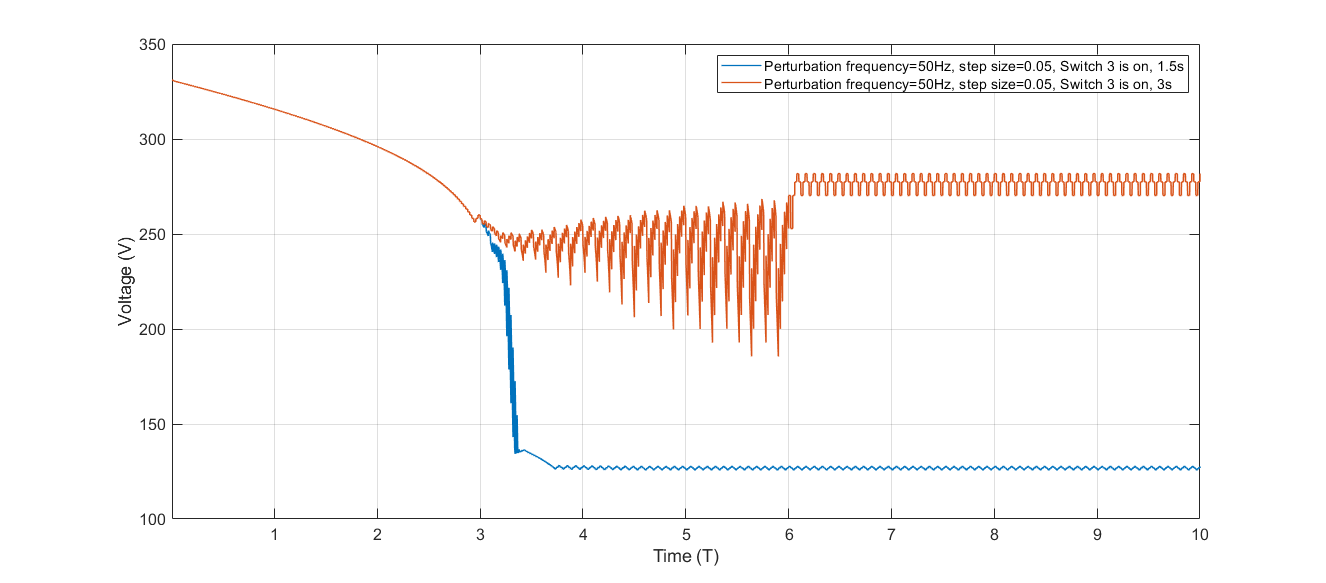 350
300
250
200
150
100
Voltage (V)
Perturbation frequency=50Hz, step size=0.05, Switch 3 is on, 1.5s
Perturbation frequency=50Hz, step size=0.05, Switch 3 is on, 3s
1 2 3 4 5 6 7 8 9 10
Time (T)